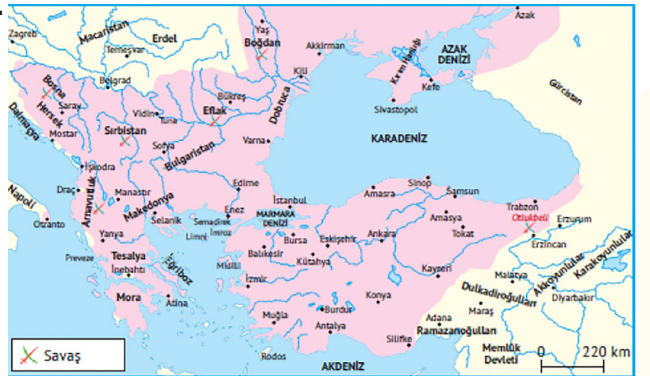 Azak
Zagreb
Macaristan
Erdel
Yaş
Boğdan
Akkirman
AZAK
DENİZİ
Temeşvar
Kırım Hanlığı
Kefe
Gürcistan
Belgrad
Kili
Bosna
Hersek
Saray
Bükreş
Eflak
Dobruca
Sivastopol
Dalmaçya
Mostar
Vidin
Tuna
Sırbistan
Sofya
Bulgaristan
Varna
KARADENİZ
İşkodra
Napoli
Draç
Arnavutluk
Manastır
Makedonya
Edirne
İstanbul
Amasra
Sinop
Samsun
Trabzon
Otlukbeli
Erzurum
Otranto
Selanik
Enez
Semadirek
MARMARA
DENİZİ
Amasya
Tokat
Erzincan
Yanya
Limni
İmroz
Bursa
Eskişehir
Ankara
Karakoyunlular
Akkoyunlular
Preveze
Tesalya
İnebahtı
Eğriboz
Midilli
Balıkesir
Kütahya
Kayseri
Malatya
Dulkadiroğulları
Diyarbakır
İzmir
Mora
Atina
Konya
Maraş
Muğla
Burdur
Adana
Ramazanoğulları
Antalya
Silifke
Memlûk
Devleti
Savaş
Rodos
AKDENİZ
0 220 km